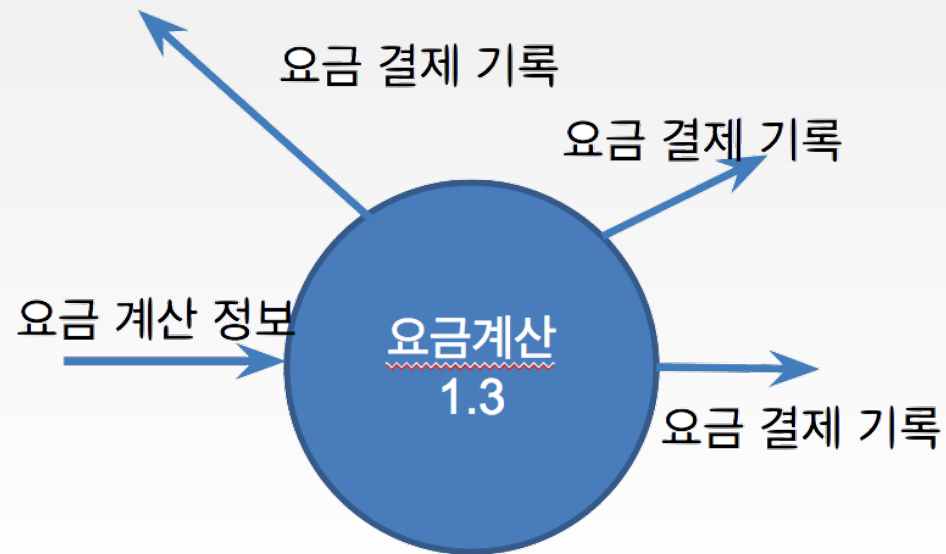 요금 결제 기록
요금 결제 기록
요금 계산 정보
요금계산
1.3
요금 결제 기록